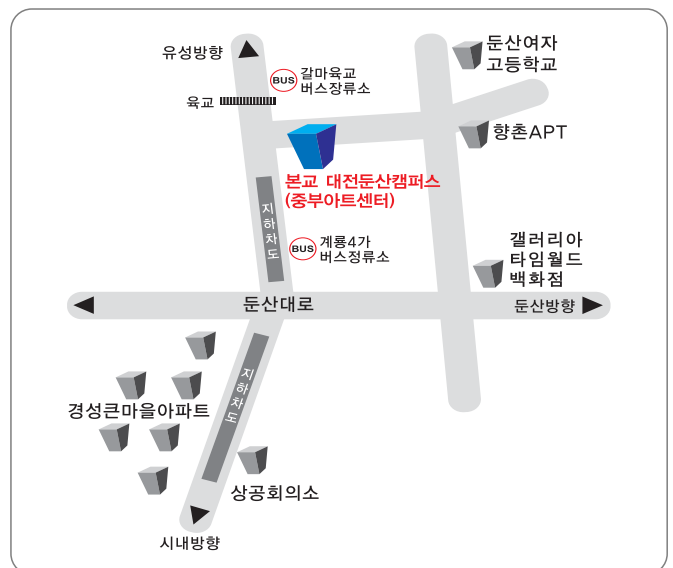 둔산여자
고등학교
유성방향
BUS
갈마육교
버스장류소
육교
향촌APT
본교 대전둔산캠퍼스
(중부아트센터)
지하차도
BUS
계룡4가
버스정류소
갤러리아
타임월드
백화점
둔산대로
둔산방향
지하차도
경성큰마을아파트
상공회의소
시내방향